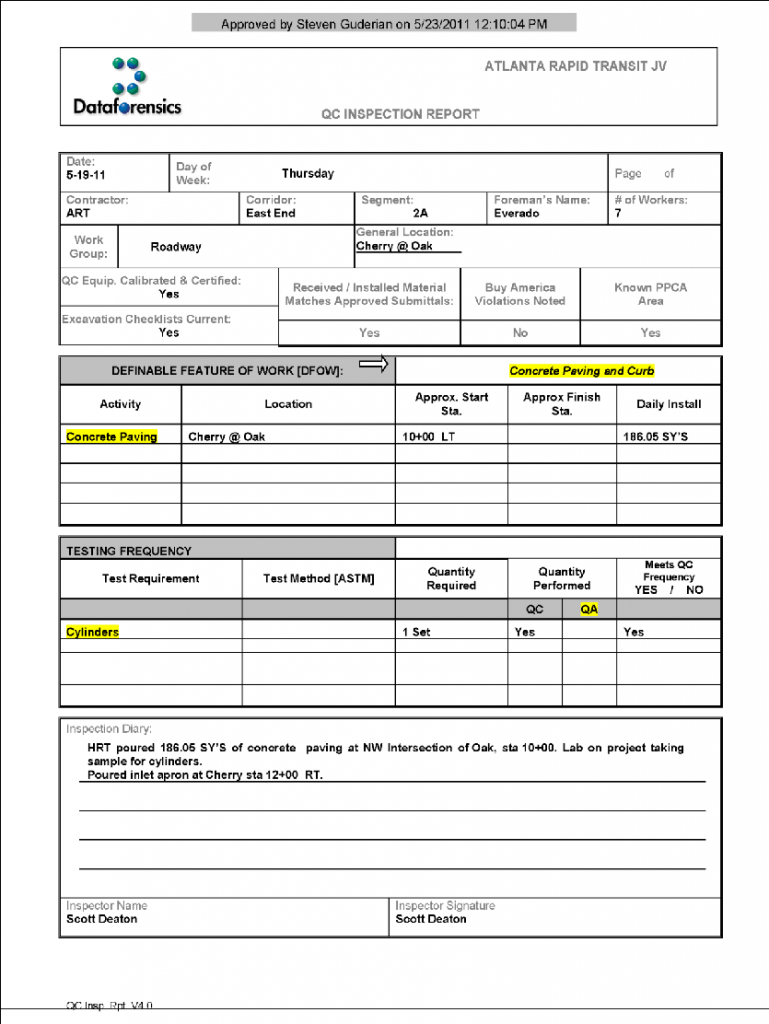 Approved by Steven Guderian on 5/23/2011 12:10:04 PM
ATLANTA RAPID TRANSIT JV
Dataforensics
QC INSPECTION REPORT
Date:
5-19-11
Day of
Week:
Thursday
Page of
Contractor:
ART
Corridor:
East End
Segment:
2A
Foreman's Name:
Everado
# of Workers:
7
Work
Group:
Roadway
General Location:
Cherry @ Oak
QC Equip. Calibrated & Certified:
Yes
Excavation Checklists Current:
Yes
Received / Installed Material
Matches Approved Submittals:
Yes
Buy America
Violations Noted
No
Known PPCA
Area
Yes
DEFINABLE FEATURE OF WORK [DFOW]:
Concrete Paving and Curb
Activity
Location
Approx. Start
Sta.
Approx Finish
Sta.
Daily Install
Concrete Paving
Cherry @ Oak
10+00 LT
186.05 SY'S
TESTING FREQUENCY
Test Requirement
Test Method [ASTM]
Quantity
Required
Quantity
Performed
Meets QC
Frequency
YES / NO
QC
QA
Cylinders
1 Set
Yes
Yes
Inspection Diary:
HRT poured 186.05 SY'S of concrete paving at NW Intersection of Oak, sta 10+00. Lab on project taking
sample for cylinders.
Poured inlet apron at Cherry sta 12+00 RT.
Inspector Name
Scott Deaton
Inspector Signature
Scott Deaton
QC Insp. Rpt. V4.0